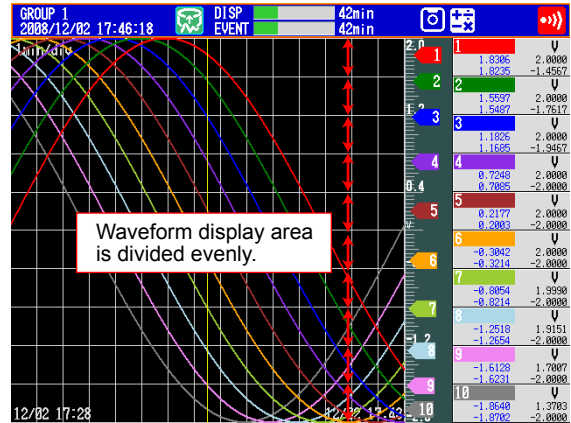 GROUP 1
2008/12/02 17:46:18
DISP 42min
EVENT 42min
1min/div
Waveform display area
is divided evenly.
12/02 17:28
2.0
0.4
1
2
3
4
5
6
7
8
9
10
1 V
1.8306 2.0000
1.8235 -1.4567
2 V
1.5597 2.0000
1.5487 -1.7617
3 V
1.1826 2.0000
1.1685 -1.9467
4 V
0.7248 2.0000
0.7085 -2.0000
5 V
0.2177 2.0000
0.2003 -2.0000
6 V
-0.3042 2.0000
-0.3214 -2.0000
7 V
-0.8054 1.9990
-0.8214 -2.0000
8 V
-1.2518 1.9151
-1.2654 -2.0000
9 V
-1.6128 1.7007
-1.6231 -2.0000
10 V
-1.8640 1.3703
-1.8702 -2.0000